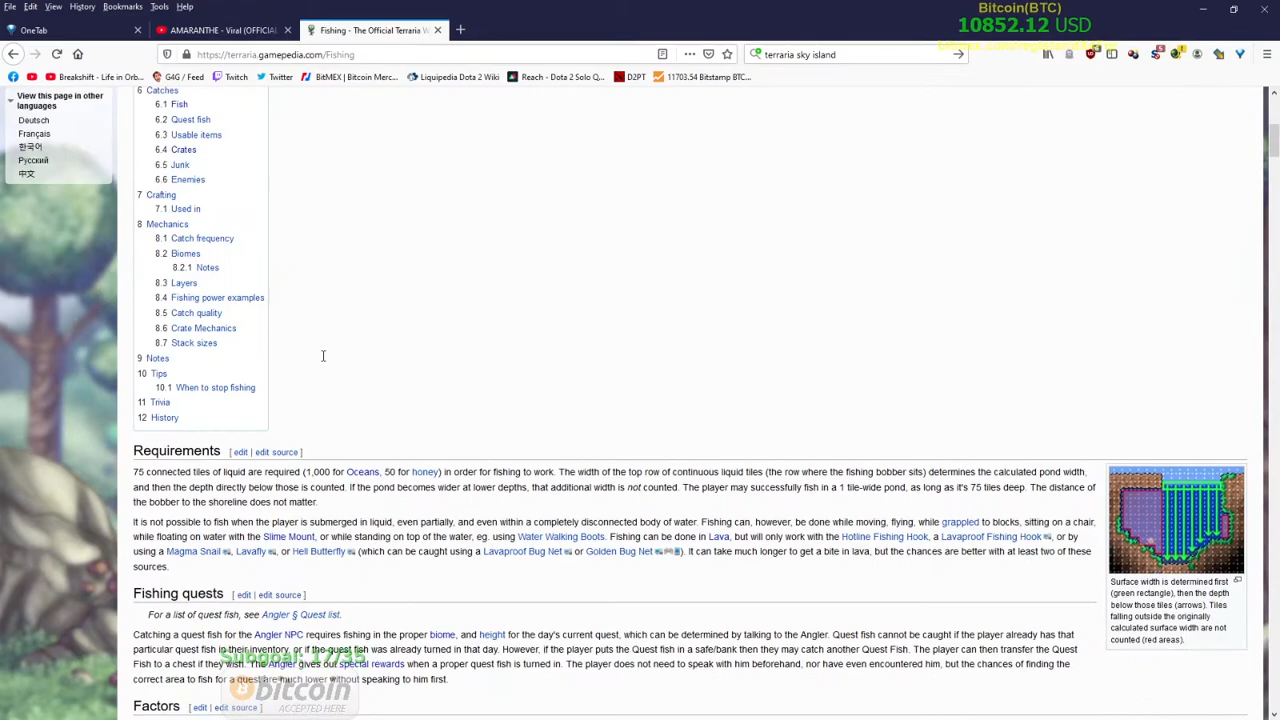 File Edit View History Bookmarks Tools Help
Bitcoin(BTC)
10852.12 USD
OneTab
AMARANTHE - Viral (OFFICIAL
Fishing - The Official Terraria W
https://terraria.gamepedia.com/Fishing
terraria sky island
Breakshift - Life in Orb... G4G / Feed Twitch Twitter BitMEX | Bitcoin Merc... Liquipedia Dota 2 Wiki Reach - Dota 2 Solo Q... D2PT 11703.54 Bitstamp BTC...
View this page in other
languages
Deutsch
Français
한국어
Русский
中文
6 Catches
6.1 Fish
6.2 Quest fish
6.3 Usable items
6.4 Crates
6.5 Junk
6.6 Enemies
7 Crafting
7.1 Used in
8 Mechanics
8.1 Catch frequency
8.2 Biomes
8.2.1 Notes
8.3 Layers
8.4 Fishing power examples
8.5 Catch quality
8.6 Crate Mechanics
8.7 Stack sizes
9 Notes
10 Tips
10.1 When to stop fishing
11 Trivia
12 History
Requirements [ edit | edit source ]
75 connected tiles of liquid are required (1,000 for Oceans, 50 for honey) in order for fishing to work. The width of the top row of continuous liquid tiles (the row where the fishing bobber sits) determines the calculated pond width,
and then the depth directly below those is counted. If the pond becomes wider at lower depths, that additional width is not counted. The player may successfully fish in a 1 tile-wide pond, as long as it's 75 tiles deep. The distance of
the bobber to the shoreline does not matter.
It is not possible to fish when the player is submerged in liquid, even partially, and even within a completely disconnected body of water. Fishing can, however, be done while moving, flying, while grappled to blocks, sitting on a chair,
while floating on water with the Slime Mount, or while standing on top of the water, eg. using Water Walking Boots. Fishing can be done in Lava, but will only work with the Hotline Fishing Hook, a Lavaproof Fishing Hook, or by
using a Magma Snail, Lavafly, or Hell Butterfly (which can be caught using a Lavaproof Bug Net or Golden Bug Net). It can take much longer to get a bite in lava, but the chances are better with at least two of these
sources.
Surface width is determined first
(green rectangle), then the depth
below those tiles (arrows). Tiles
falling outside the originally
calculated surface width are not
counted (red areas).
Fishing quests [ edit | edit source ]
For a list of quest fish, see Angler § Quest list.
Catching a quest fish for the Angler NPC requires fishing in the proper biome, and height for the day's current quest, which can be determined by talking to the Angler. Quest fish cannot be caught if the player already has that
particular quest fish in their inventory, or if the quest fish was already turned in that day. However, if the player puts the Quest fish in a safe/bank then they may catch another Quest Fish. The player can then transfer the Quest
Fish to a chest if they wish. The Angler gives out special rewards when a proper quest fish is turned in. The player does not need to speak with him beforehand, nor have even encountered him, but the chances of finding the
correct area to fish for a quest are much lower without speaking to him first.
Subgoal: 17/35
bitcoin
ACCEPTED HERE
Factors [ edit | edit source ]